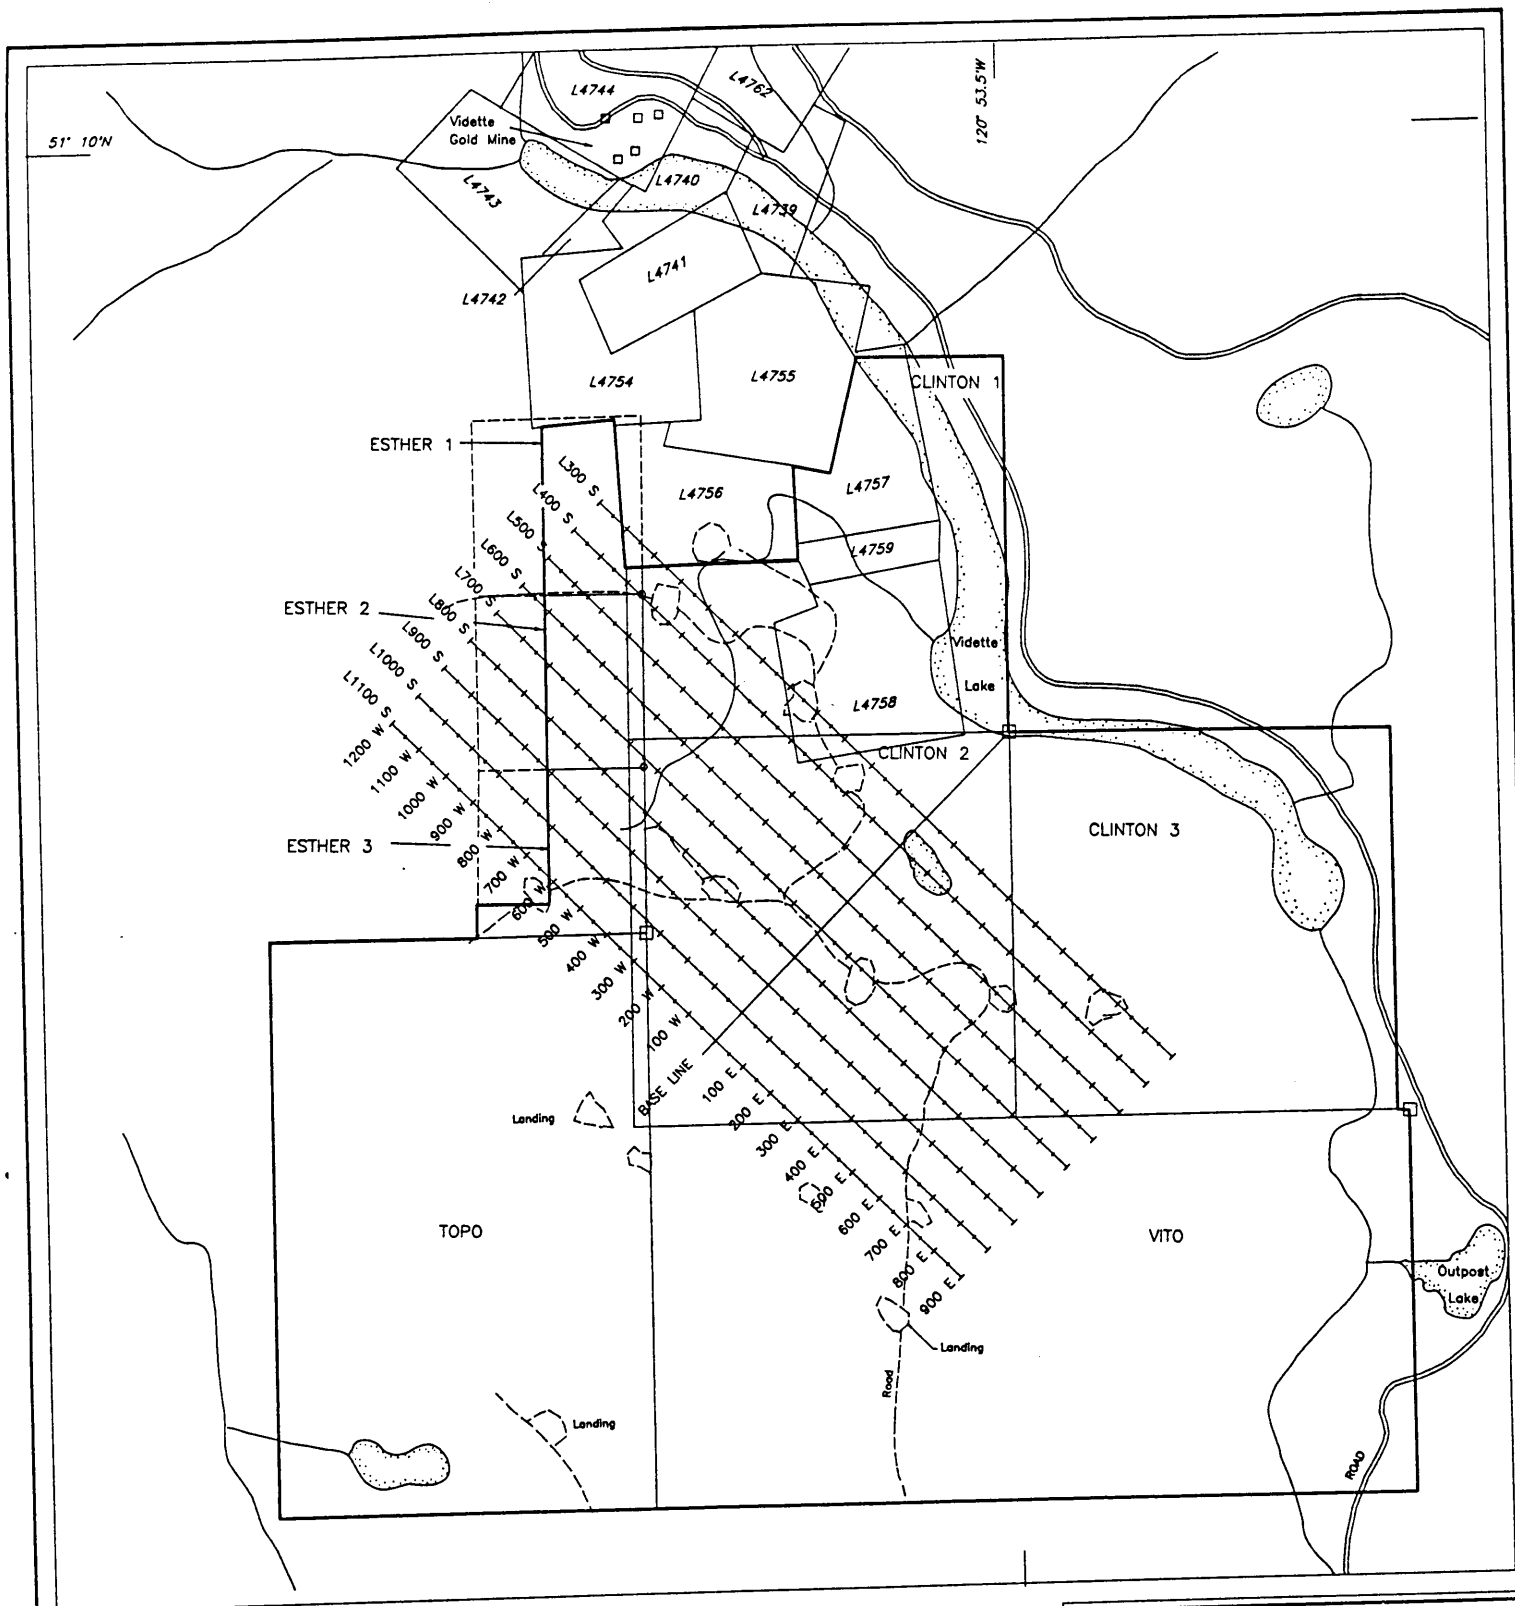 51° 10'N
120° 53.5'W
L4744
L4762
Vidette
Gold Mine
L4743
L4740
L4739
L4741
L4742
L4754
L4755
CLINTON 1
ESTHER 1
L4756
L4757
L4759
L300 S
L400 S
L500 S
L600 S
L700 S
L800 S
L900 S
L1000 S
L1100 S
ESTHER 2
Vidette
Lake
L4758
CLINTON 2
CLINTON 3
ESTHER 3
1200 W
1100 W
1000 W
900 W
800 W
700 W
600 W
500 W
400 W
300 W
200 W
100 W
BASE LINE
100 E
200 E
300 E
400 E
500 E
600 E
700 E
800 E
900 E
Landing
TOPO
VITO
Outpost
Lake
Landing
Road
Landing
ROAD